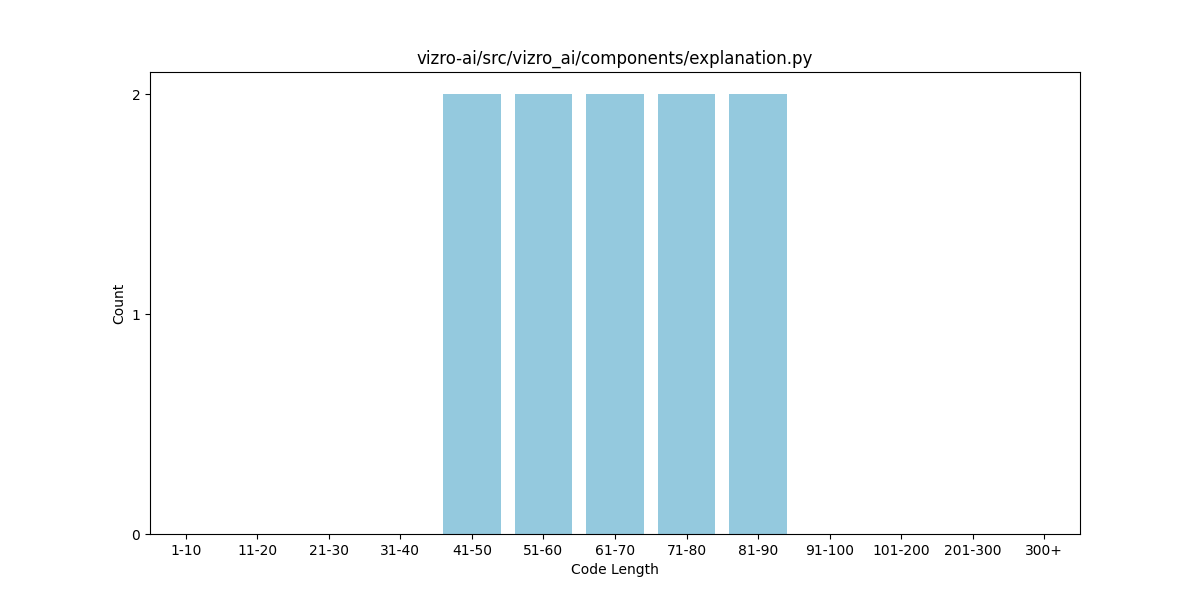 vizro-ai/src/vizro_ai/components/explanation.py
2
1
0
Count
1-10 11-20 21-30 31-40 41-50 51-60 61-70 71-80 81-90 91-100 101-200 201-300 300+
Code Length